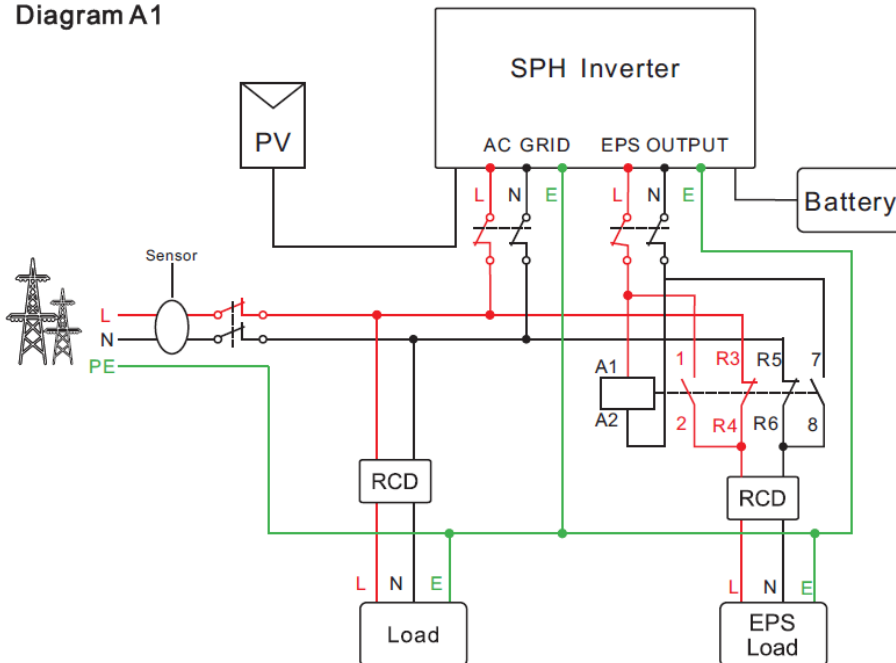 Diagram A1
SPH Inverter
PV
AC GRID EPS OUTPUT
L N E L N E
Battery
Sensor
L
N
PE
A1 1 R3 R5 7
A2 2 R4 R6 8
RCD
RCD
L N E L N E
Load
EPS
Load